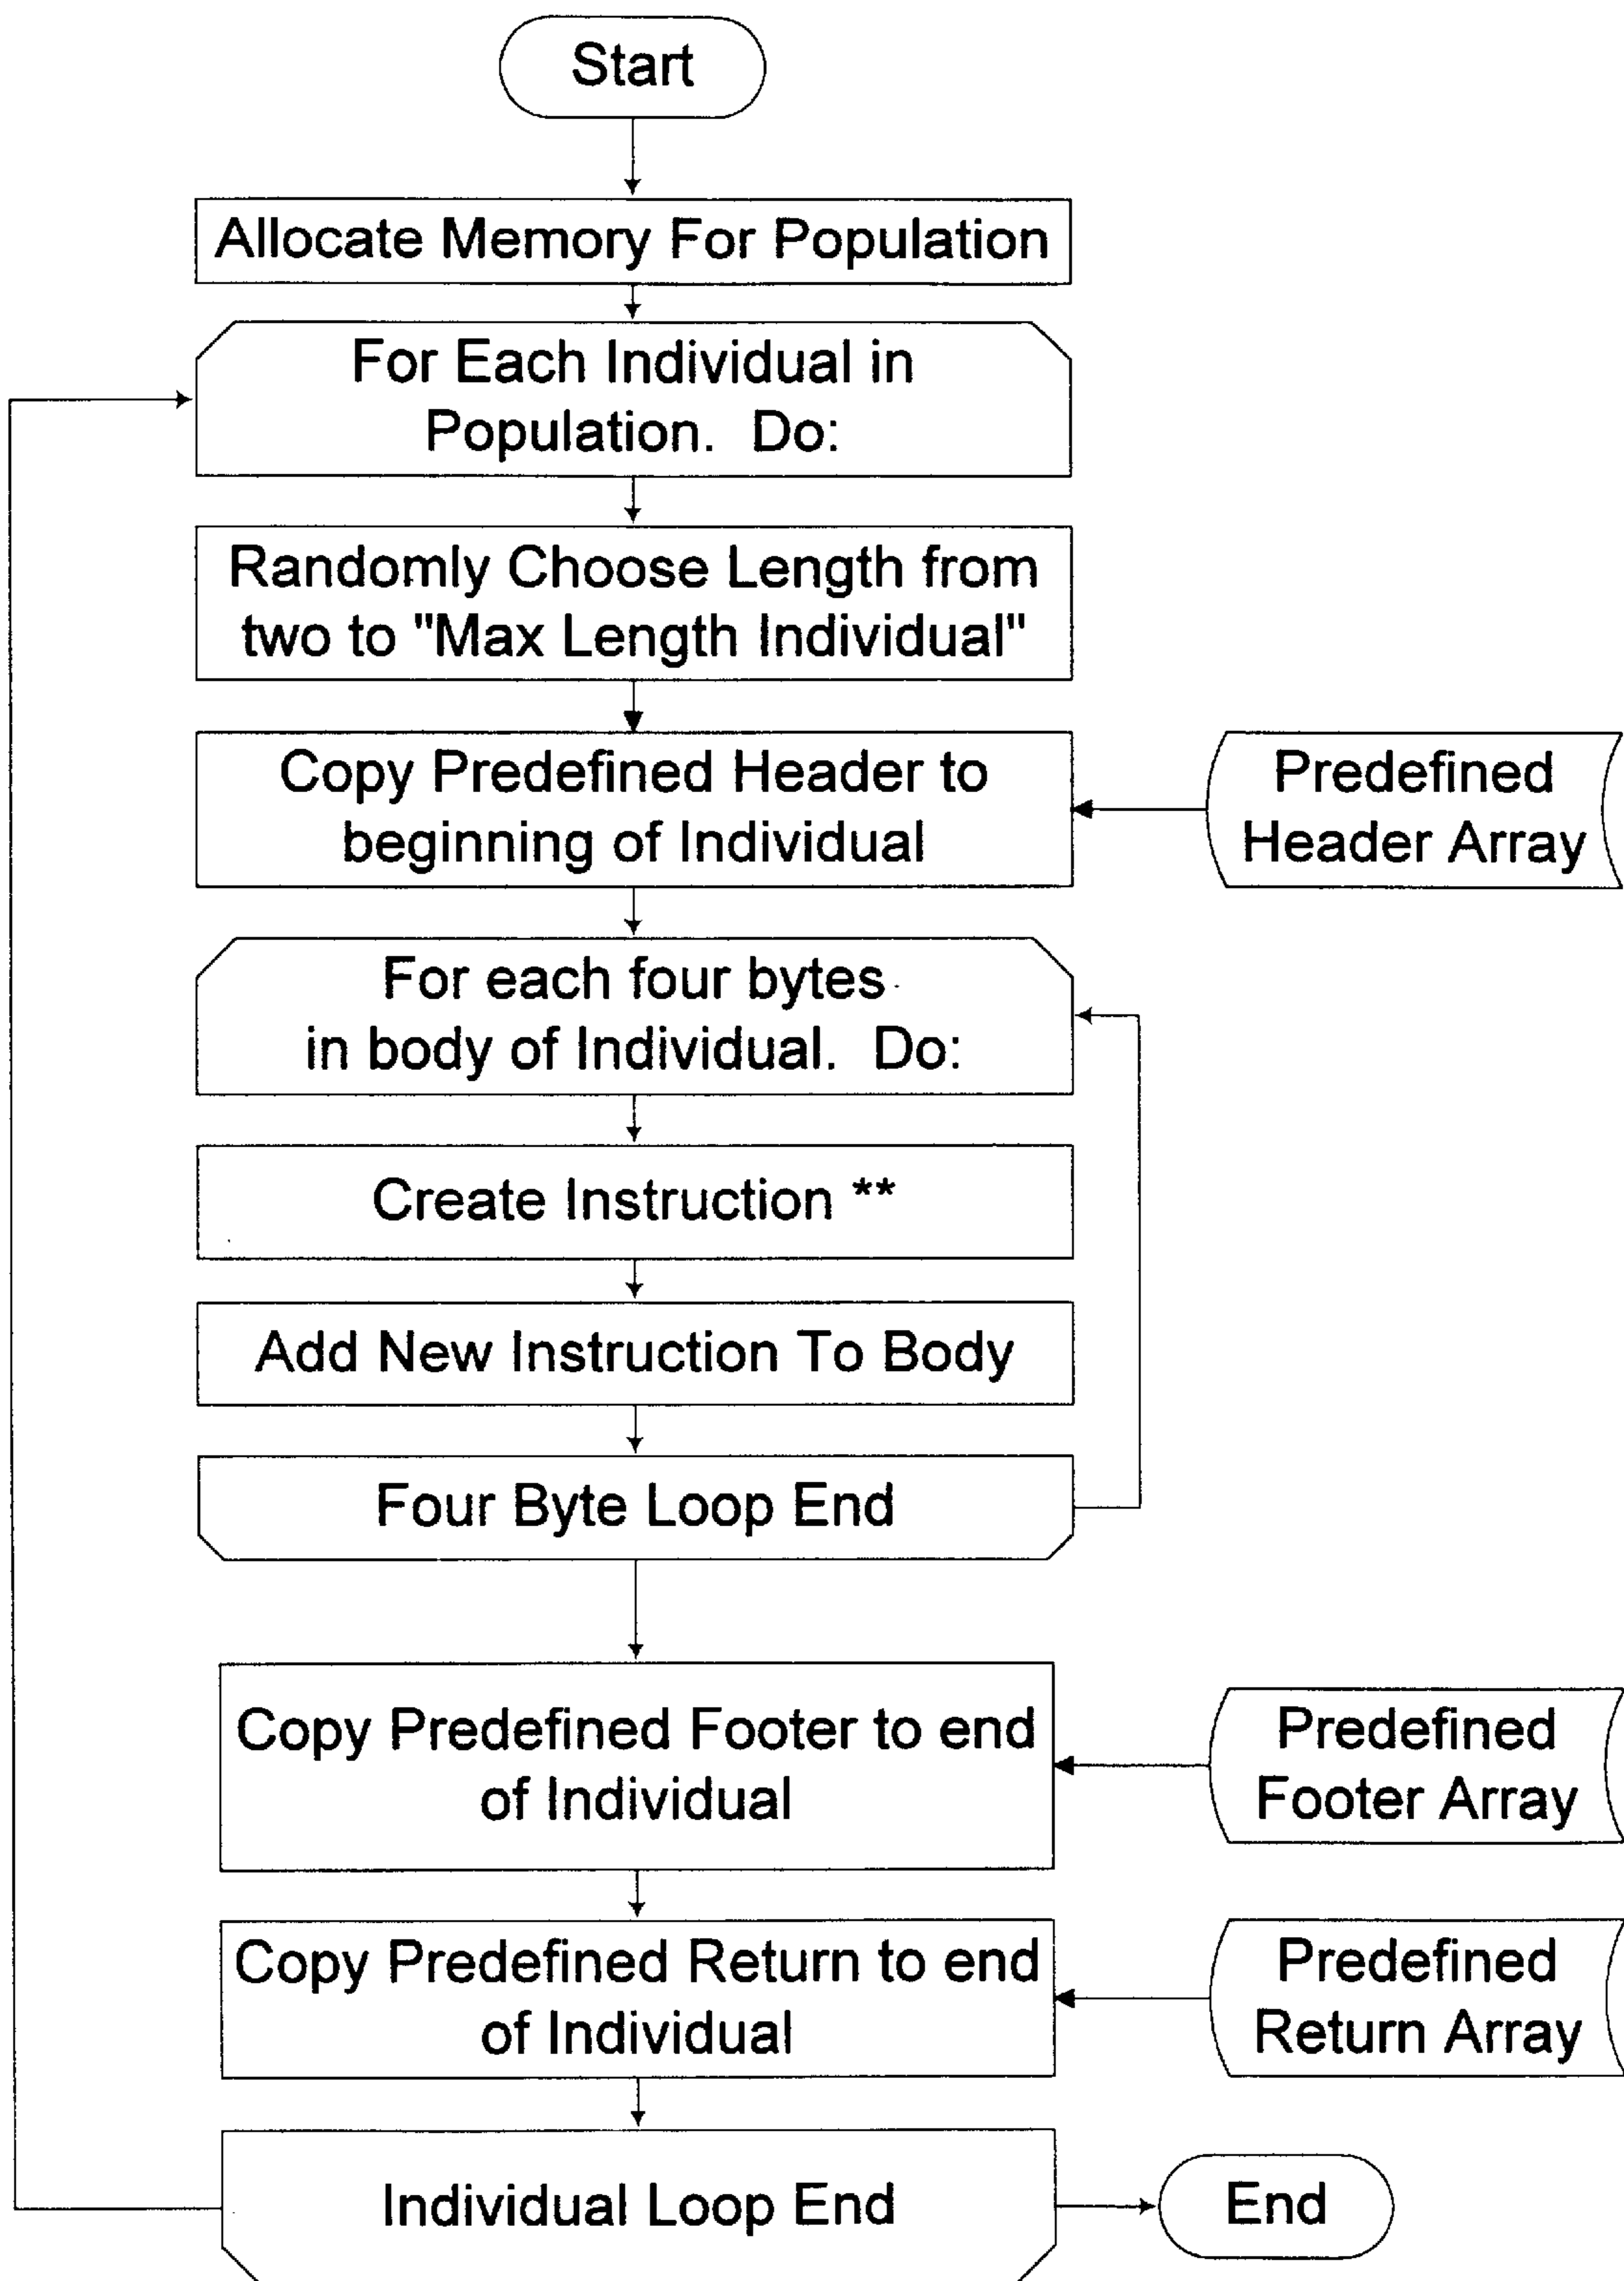 Start
Allocate Memory For Population
For Each Individual in
Population.  Do:
Randomly Choose Length from
two to "Max Length Individual"
Copy Predefined Header to
beginning of Individual
Predefined
Header Array
For each four bytes
in body of Individual.  Do:
Create Instruction **
Add New Instruction To Body
Four Byte Loop End
Copy Predefined Footer to end
of Individual
Predefined
Footer Array
Copy Predefined Return to end
of Individual
Predefined
Return Array
Individual Loop End
End